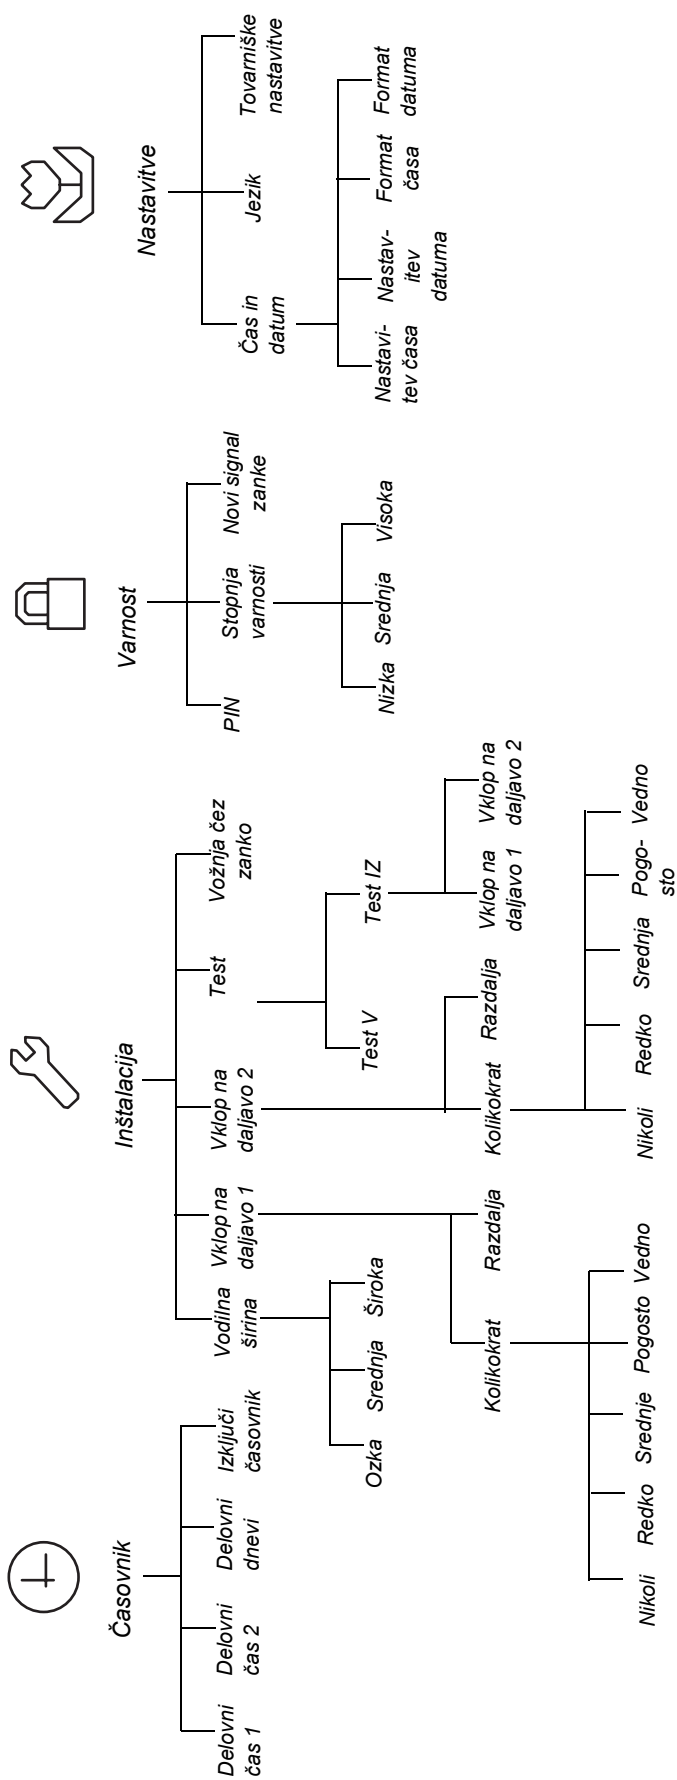 Časovnik
Delovni
čas 1
Delovni
čas 2
Delovni
dnevi
Izključi
časovnik
Inštalacija
Vodilna
širina
Ozka
Srednja
Široka
Vklop na
daljavo 1
Kolikokrat
Nikoli
Redko
Srednje
Pogosto
Vedno
Razdalja
Vklop na
daljavo 2
Kolikokrat
Nikoli
Redko
Srednja
Pogo-
sto
Vedno
Razdalja
Test
Test V
Test IZ
Vklop na
daljavo 1
Vklop na
daljavo 2
Vožnja čez
zanko
Varnost
PIN
Stopnja
varnosti
Nizka
Srednja
Visoka
Novi signal
zanke
Nastavitve
Čas in
datum
Nastavi-
tev časa
Nastav-
itev
datuma
Format
časa
Format
datuma
Jezik
Tovarniške
nastavitve